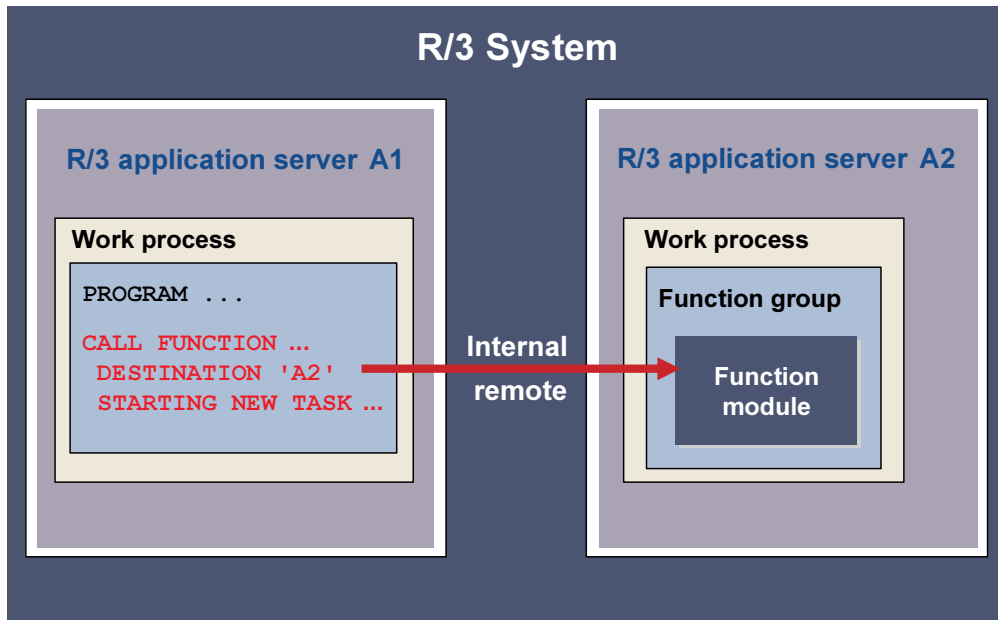 R/3 System
R/3 application server A1
Work process
PROGRAM ...
CALL FUNCTION ...
DESTINATION 'A2'
STARTING NEW TASK ...
Internal
remote
R/3 application server A2
Work process
Function group
Function
module